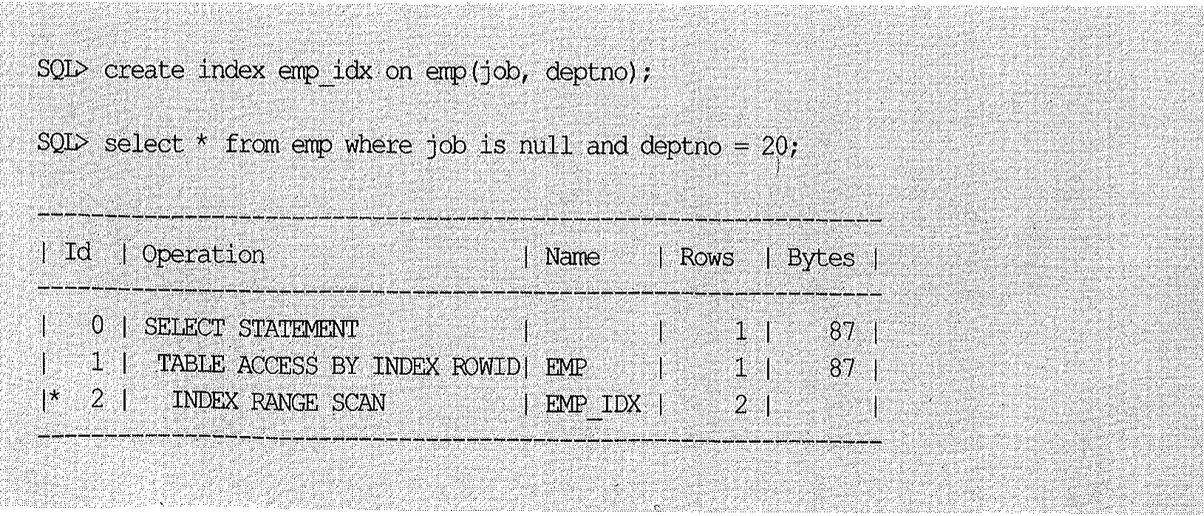 SQL> create index emp_idx on emp(job, deptno);
SQL> select * from emp where job is null and deptno = 20;
--------------------------------------------------------------
| Id | Operation | Name | Rows | Bytes |
--------------------------------------------------------------
| 0 | SELECT STATEMENT | | 1 | 87 |
| 1 | TABLE ACCESS BY INDEX ROWID| EMP | 1 | 87 |
|* 2 | INDEX RANGE SCAN | EMP_IDX | 2 | |
--------------------------------------------------------------